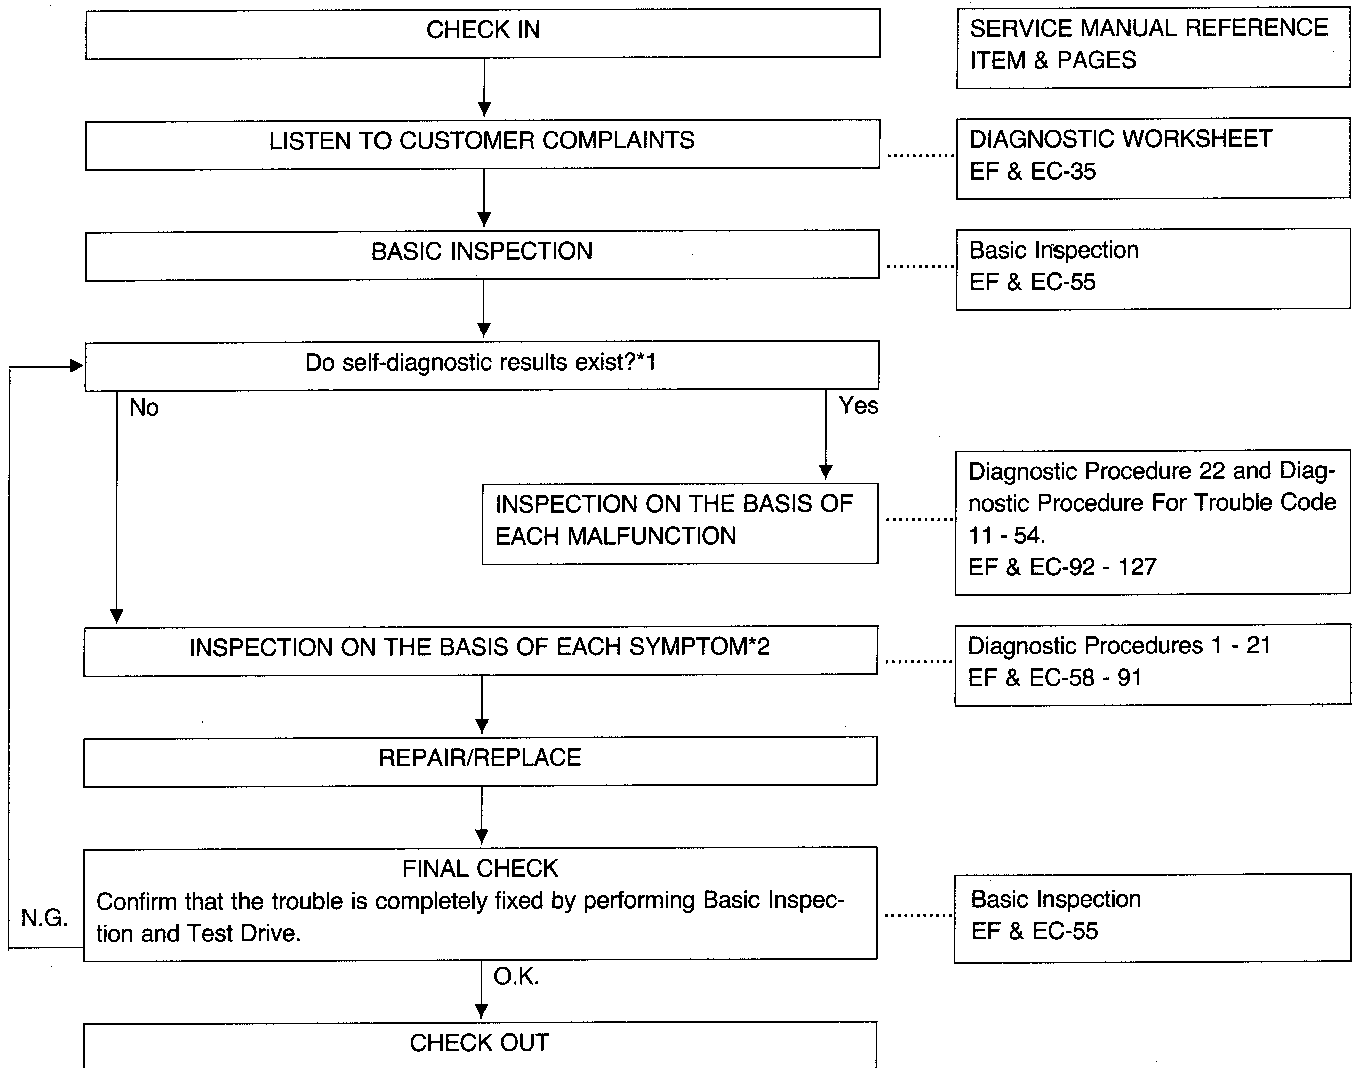 CHECK IN
SERVICE MANUAL REFERENCE
ITEM & PAGES
LISTEN TO CUSTOMER COMPLAINTS
DIAGNOSTIC WORKSHEET
EF & EC-35
BASIC INSPECTION
Basic Inspection
EF & EC-55
Do self-diagnostic results exist?*1
No
Yes
INSPECTION ON THE BASIS OF
EACH MALFUNCTION
Diagnostic Procedure 22 and Diag-
nostic Procedure For Trouble Code
11 - 54.
EF & EC-92 - 127
INSPECTION ON THE BASIS OF EACH SYMPTOM*2
Diagnostic Procedures 1 - 21
EF & EC-58 - 91
REPAIR/REPLACE
FINAL CHECK
Confirm that the trouble is completely fixed by performing Basic Inspec-
tion and Test Drive.
N.G.
Basic Inspection
EF & EC-55
O.K.
CHECK OUT